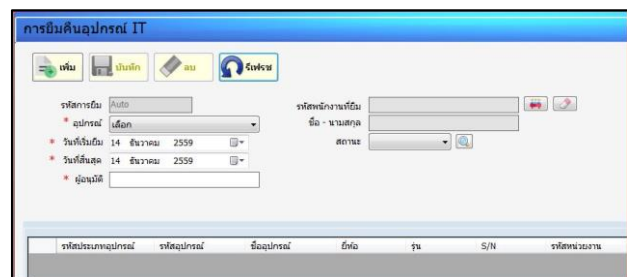 การยืมคืนอุปกรณ์ IT
เพิ่ม บันทึก ลบ รีเฟรช
รหัสการยืม Auto รหัสพนักงานที่ยืม
* อุปกรณ์ เลือก ชื่อ - นามสกุล
* วันที่เริ่มยืม 14 ธันวาคม 2559 สถานะ
* วันที่สิ้นสุด 14 ธันวาคม 2559
* ผู้อนุมัติ
รหัสประเภทอุปกรณ์ รหัสอุปกรณ์ ชื่ออุปกรณ์ ยี่ห้อ รุ่น S/N รหัสหน่วยงาน